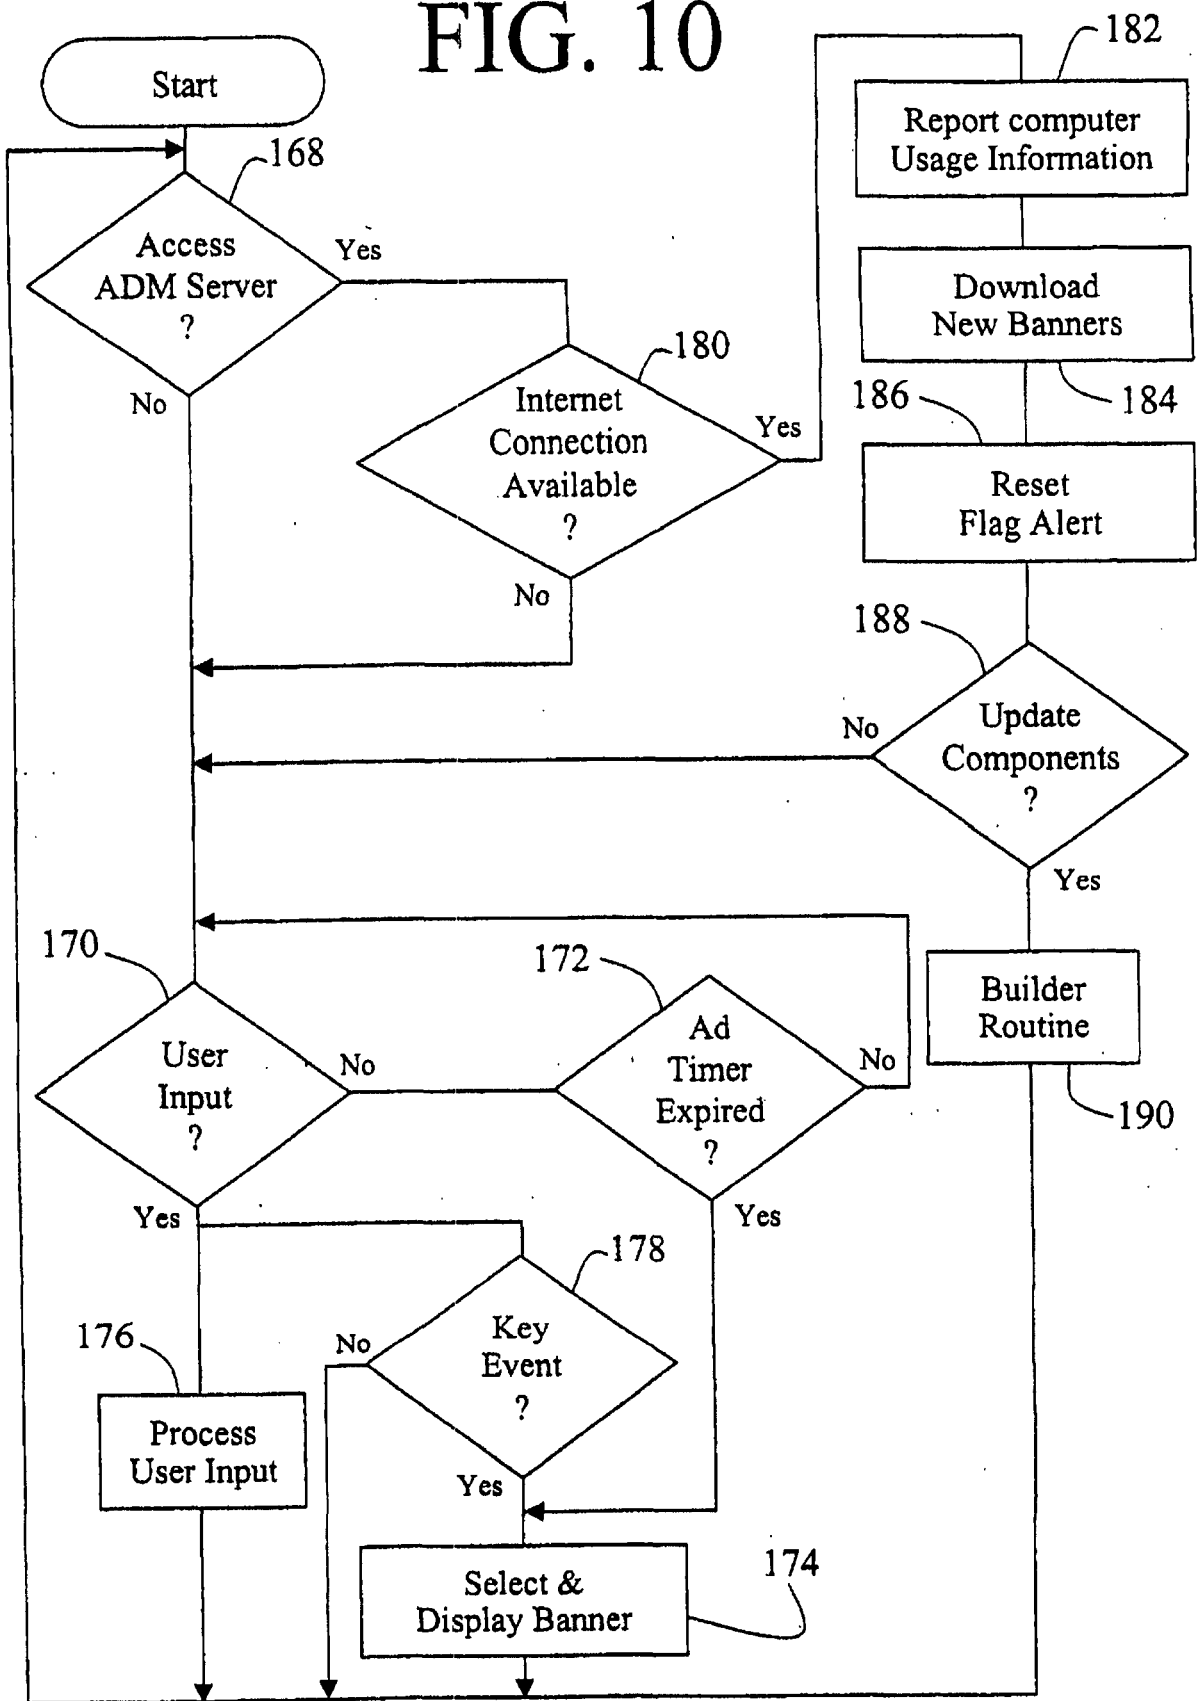 FIG. 10
Start
182
Report computer
Usage Information
168
Access
ADM Server
?
Yes
No
Download
New Banners
184
180
Internet
Connection
Available
?
Yes
No
186
Reset
Flag Alert
188
Update
Components
?
No
Yes
170
User
Input
?
No
Yes
172
Ad
Timer
Expired
?
No
Yes
Builder
Routine
190
178
Key
Event
?
No
Yes
176
Process
User Input
174
Select &
Display Banner